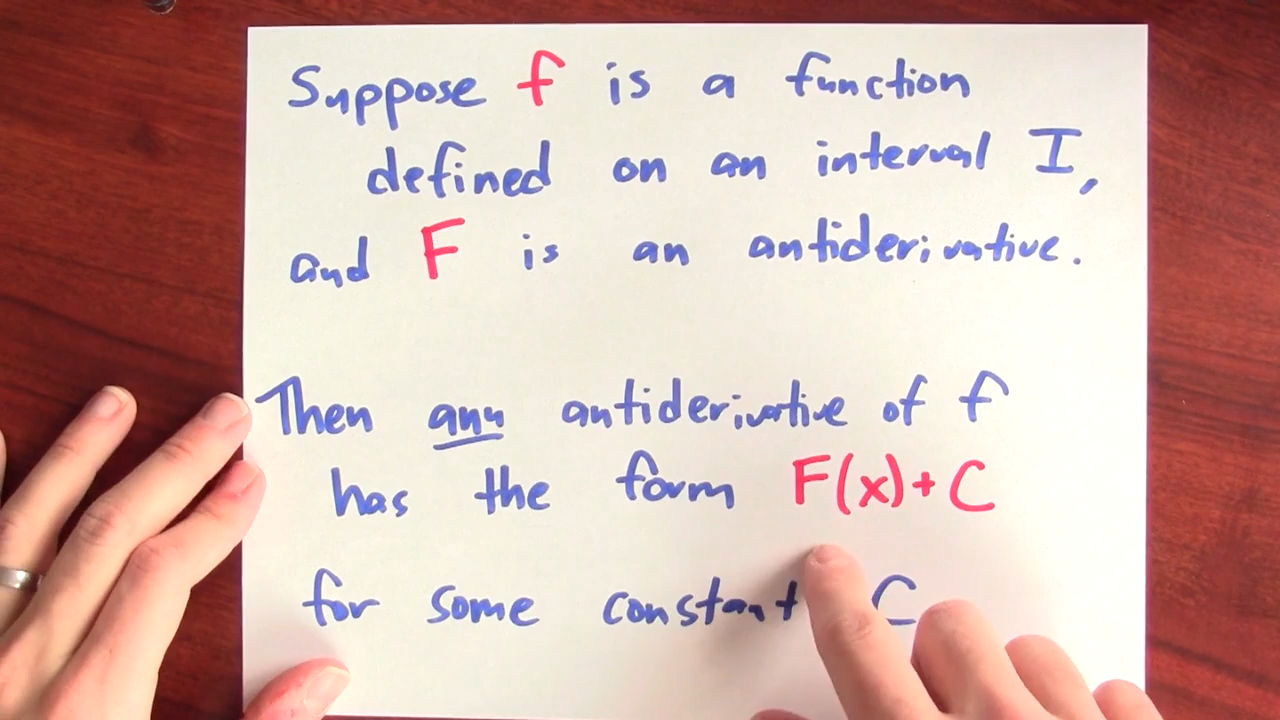 Suppose f is a function
defined on an interval I,
and F is an antiderivative.
Then any antiderivative of f
has the form F(x)+C
for some constant C